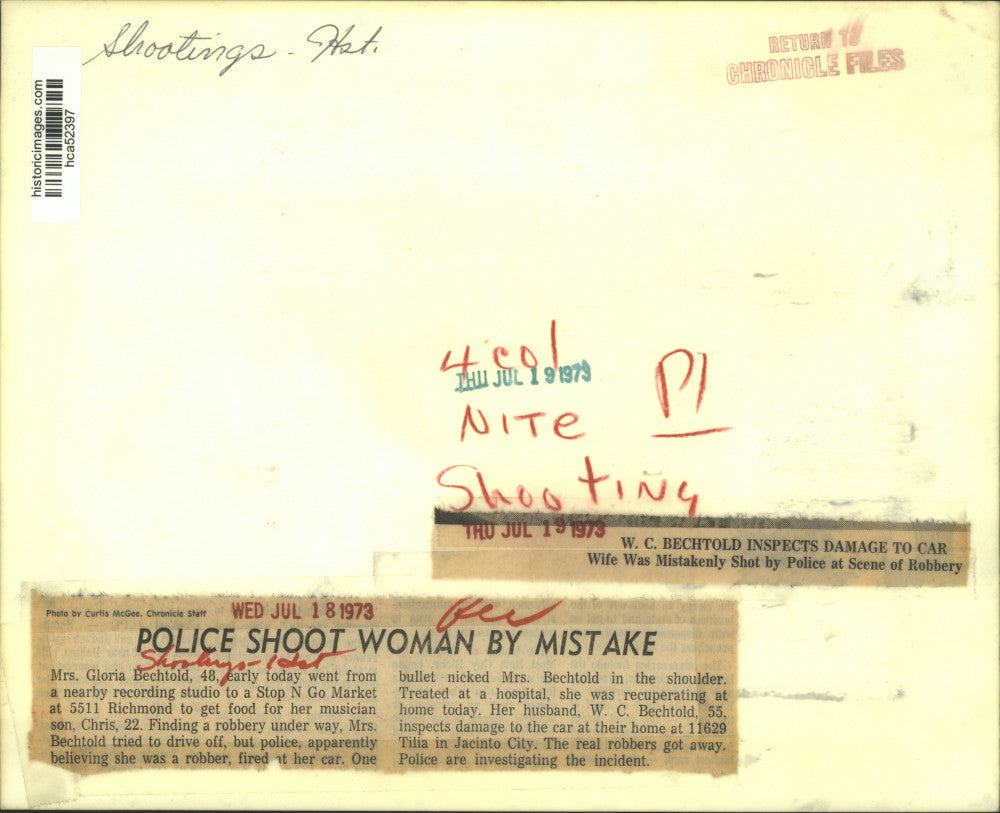 Shootings - Hst.
RETURN TO
CHRONICLE FILES
historicimages.com
hca52397
4 col
THU JUL 19 1973
P1
NITE
Shooting
THU JUL 19 1973
W. C. BECHTOLD INSPECTS DAMAGE TO CAR
Wife Was Mistakenly Shot by Police at Scene of Robbery
Photo by Curtis McGee, Chronicle Staff
WED JUL 18 1973
POLICE SHOOT WOMAN BY MISTAKE
Shootings - Hst
Mrs. Gloria Bechtold, 48, early today went from
a nearby recording studio to a Stop N Go Market
at 5511 Richmond to get food for her musician
son, Chris, 22. Finding a robbery under way, Mrs.
Bechtold tried to drive off, but police, apparently
believing she was a robber, fired at her car. One
bullet nicked Mrs. Bechtold in the shoulder.
Treated at a hospital, she was recuperating at
home today. Her husband, W. C. Bechtold, 55,
inspects damage to the car at their home at 11629
Tilia in Jacinto City. The real robbers got away.
Police are investigating the incident.